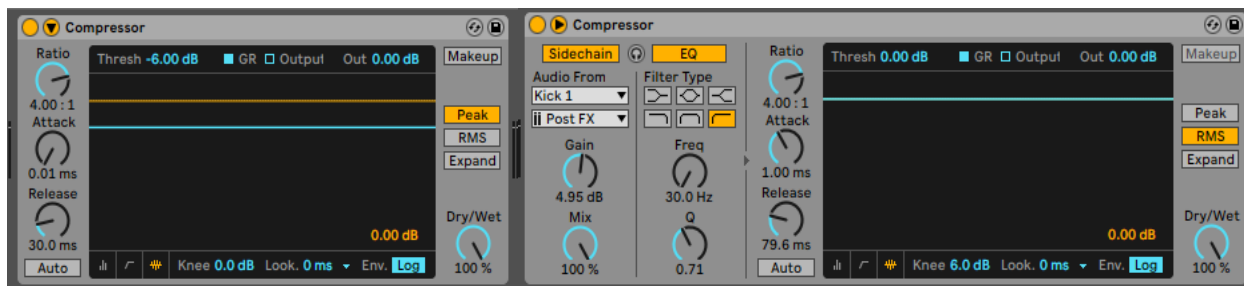 Compressor
Ratio
4.00 : 1
Attack
0.01 ms
Release
30.0 ms
Auto
Thresh -6.00 dB GR Output Out 0.00 dB
0.00 dB
Knee 0.0 dB Look. 0 ms Env. Log
Makeup
Peak
RMS
Expand
Dry/Wet
100 %
Compressor
Sidechain EQ
Audio From
Kick 1
Post FX
Gain
4.95 dB
Mix
100 %
Filter Type
Freq
30.0 Hz
Q
0.71
Ratio
4.00 : 1
Attack
1.00 ms
Release
79.6 ms
Auto
Thresh 0.00 dB GR Output Out 0.00 dB
0.00 dB
Knee 6.0 dB Look. 0 ms Env. Log
Makeup
Peak
RMS
Expand
Dry/Wet
100 %